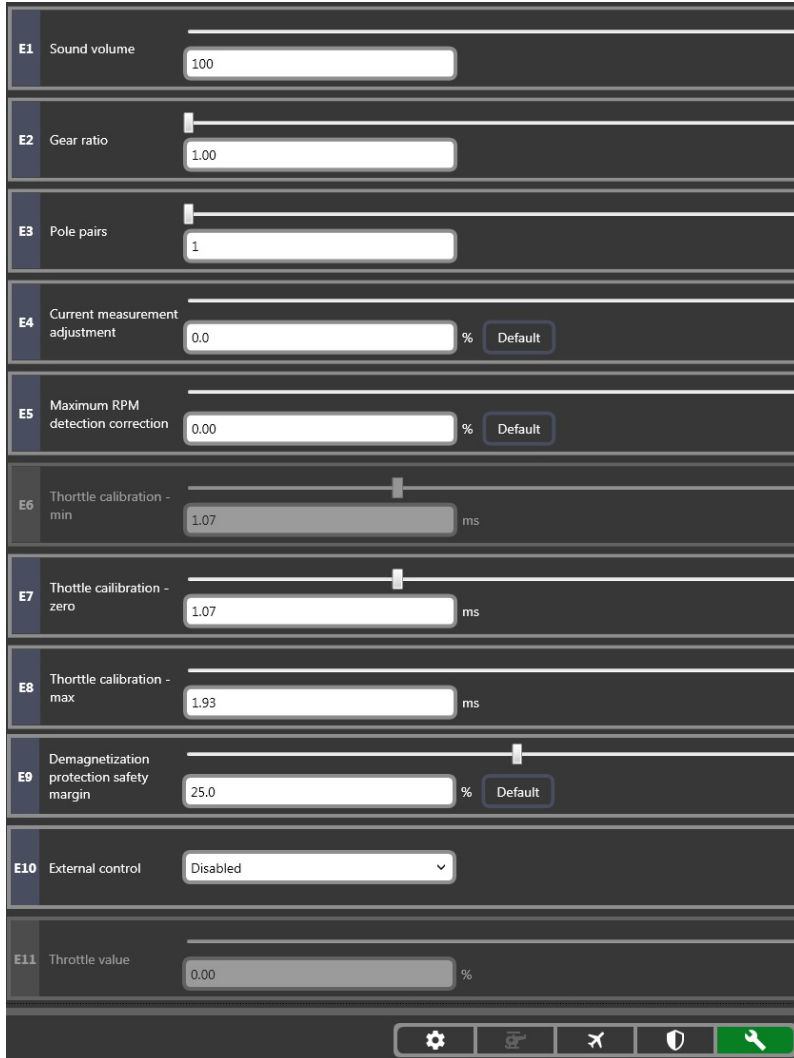 E1 Sound volume
100
E2 Gear ratio
1.00
E3 Pole pairs
1
E4 Current measurement
adjustment
0.0 % Default
E5 Maximum RPM
detection correction
0.00 % Default
E6 Thorttle calibration -
min
1.07 ms
E7 Thottle cailibration -
zero
1.07 ms
E8 Thorttle calibration -
max
1.93 ms
E9 Demagnetization
protection safety
margin
25.0 % Default
E10 External control Disabled
E11 Throttle value
0.00 %